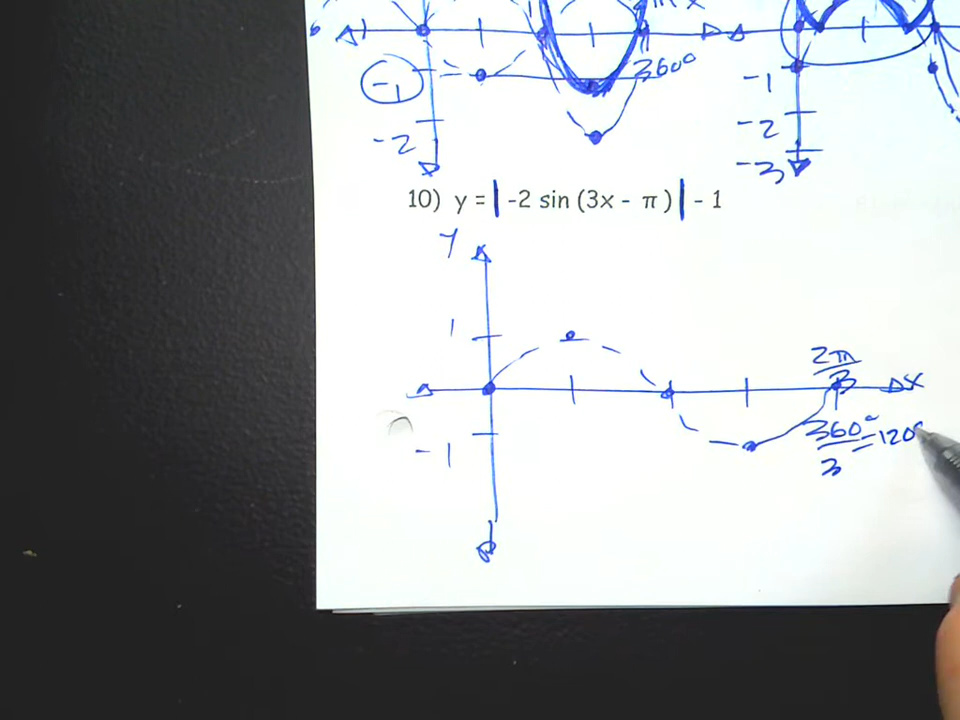 π x
360°
-1
-1
-2
-2
-3
10) y = | -2 sin (3x - π ) | - 1
y
1
2π
3
x
360° = 120°
3
-1